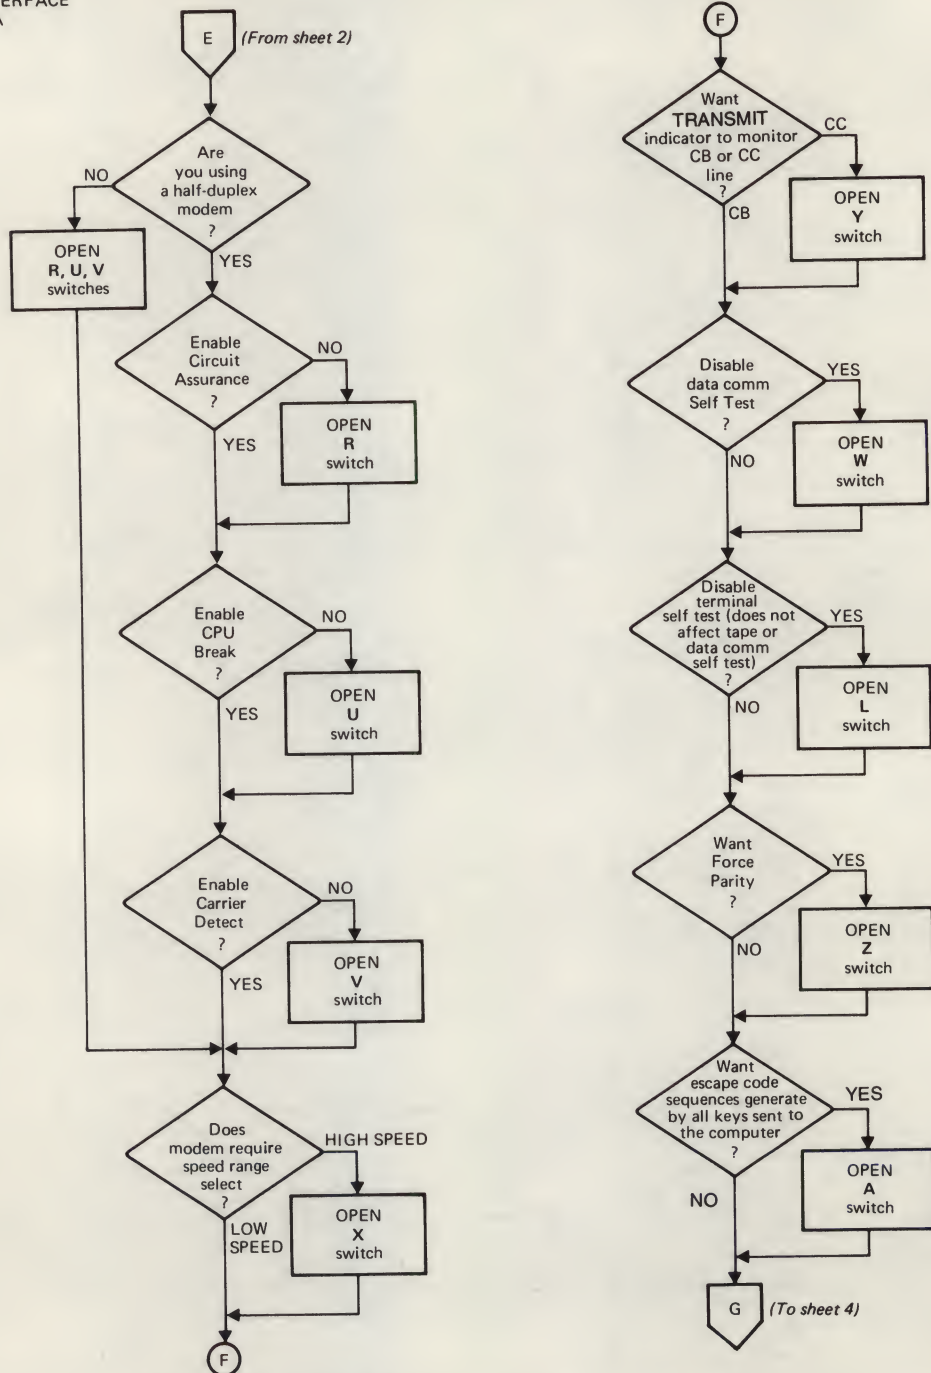 E
(From sheet 2)
Are
you using
a half-duplex
modem
?
NO
YES
OPEN
R, U, V
switches
Enable
Circuit
Assurance
?
NO
YES
OPEN
R
switch
Enable
CPU
Break
?
NO
YES
OPEN
U
switch
Enable
Carrier
Detect
?
NO
YES
OPEN
V
switch
Does
modem require
speed range
select
?
HIGH SPEED
LOW
SPEED
OPEN
X
switch
F
F
Want
TRANSMIT
indicator to monitor
CB or CC
line
?
CC
CB
OPEN
Y
switch
Disable
data comm
Self Test
?
YES
NO
OPEN
W
switch
Disable
terminal
self test (does not
affect tape or
data comm
self test)
?
YES
NO
OPEN
L
switch
Want
Force
Parity
?
YES
NO
OPEN
Z
switch
Want
escape code
sequences generate
by all keys sent to
the computer
?
YES
NO
OPEN
A
switch
G
(To sheet 4)